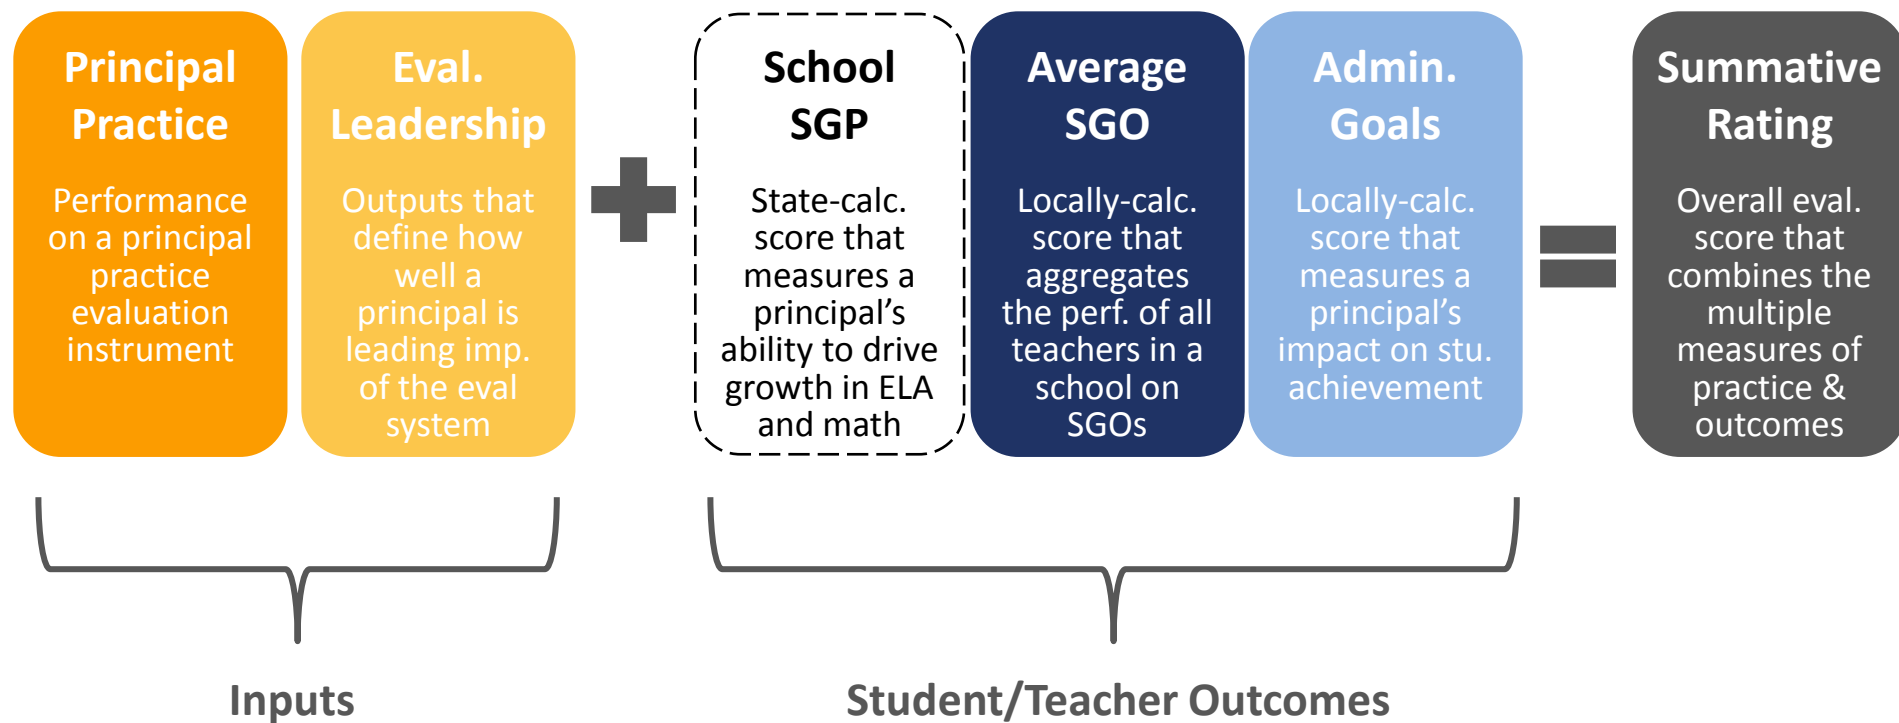 Principal
Practice
Performance
on a principal
practice
evaluation
instrument
Eval.
Leadership
Outputs that
define how
well a
principal is
leading imp.
of the eval
system
School
SGP
State-calc.
score that
measures a
principal’s
ability to drive
growth in ELA
and math
Average
SGO
Locally-calc.
score that
aggregates
the perf. of all
teachers in a
school on
SGOs
Admin.
Goals
Locally-calc.
score that
measures a
principal’s
impact on stu.
achievement
Summative
Rating
Overall eval.
score that
combines the
multiple
measures of
practice &
outcomes
Inputs
Student/Teacher Outcomes